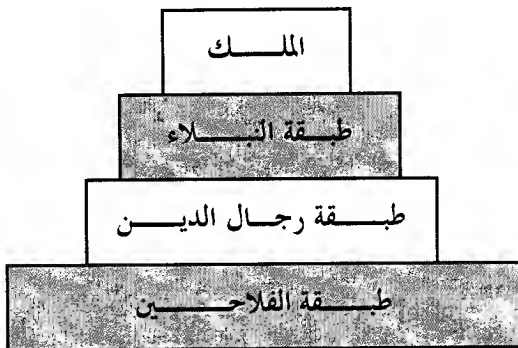 الملك
طبقة النبلاء
طبقة رجال الدين
طبقة الفلاحين